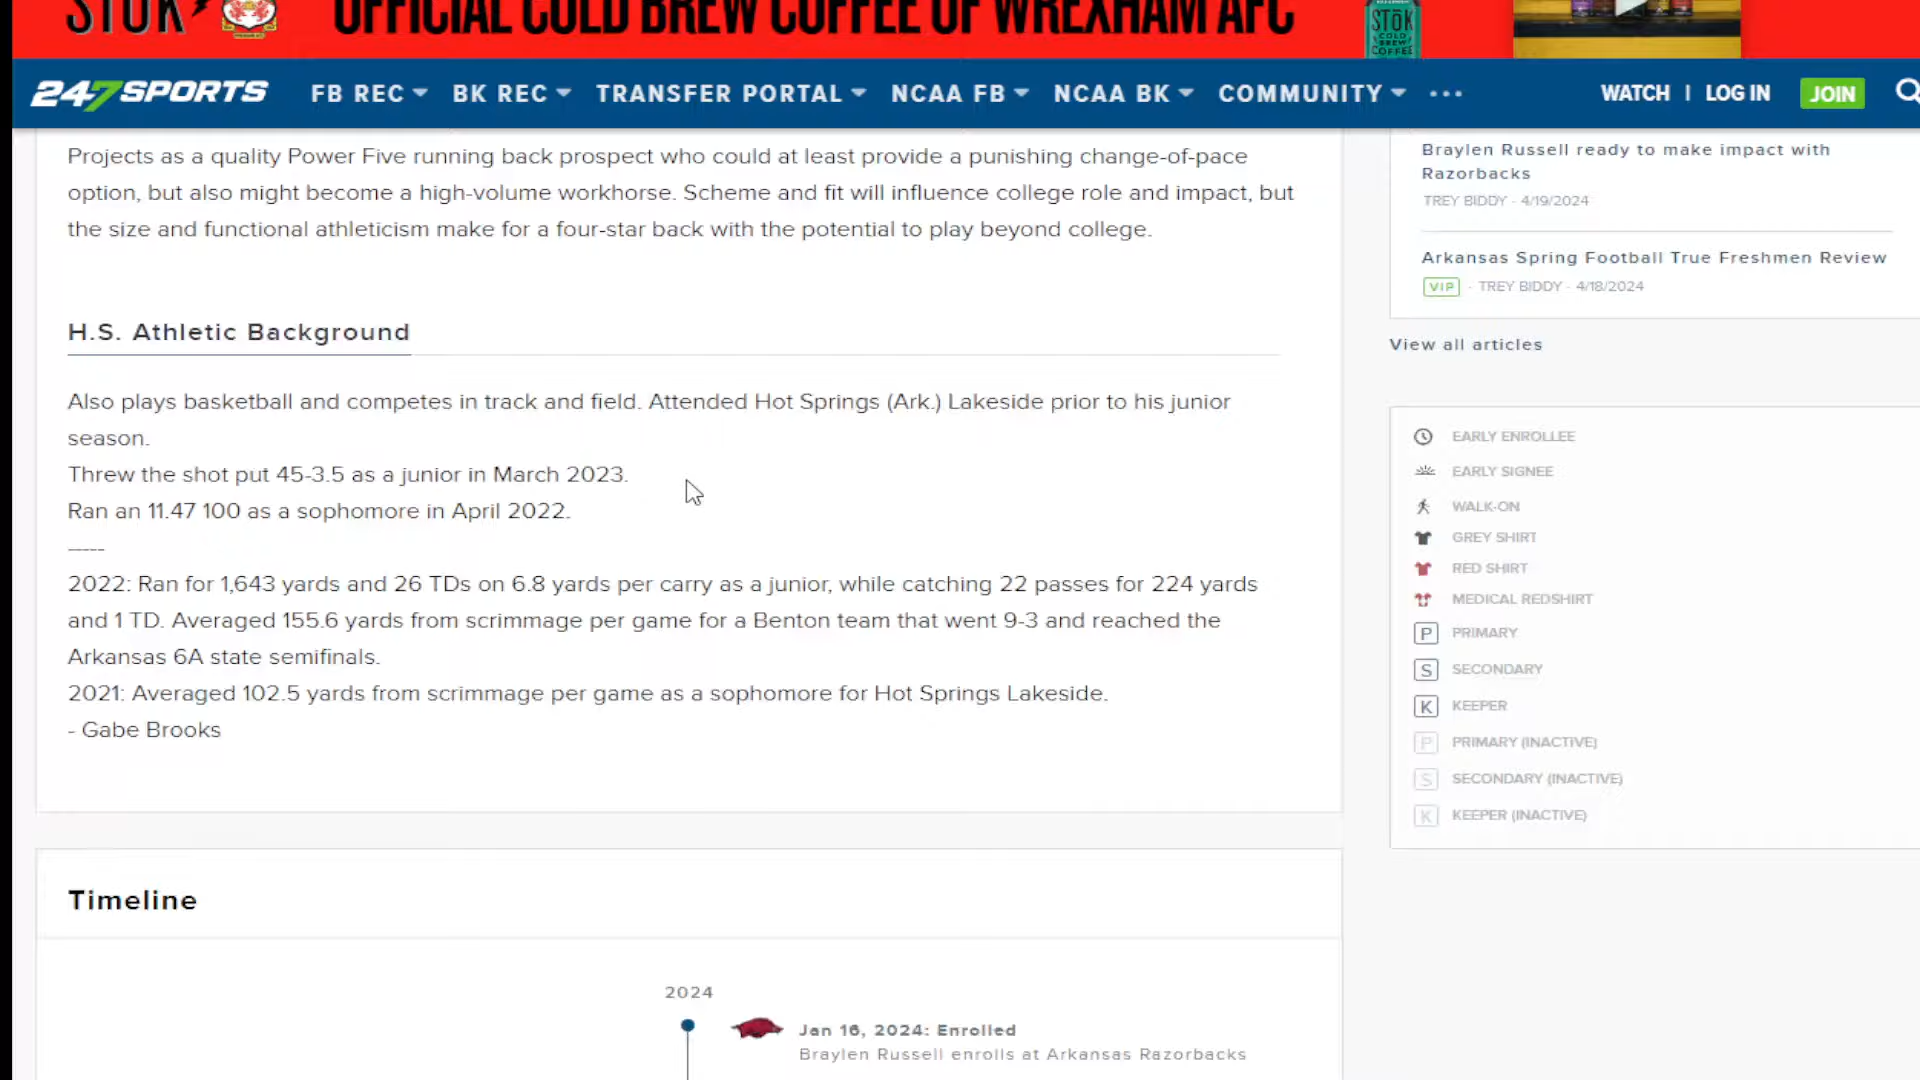 STōK
OFFICIAL COLD BREW COFFEE OF WREXHAM AFC
STōK
COLD
BREW
COFFEE
247SPORTS FB REC BK REC TRANSFER PORTAL NCAA FB NCAA BK COMMUNITY ••• WATCH | LOG IN JOIN
Projects as a quality Power Five running back prospect who could at least provide a punishing change-of-pace
option, but also might become a high-volume workhorse. Scheme and fit will influence college role and impact, but
the size and functional athleticism make for a four-star back with the potential to play beyond college.
H.S. Athletic Background
Also plays basketball and competes in track and field. Attended Hot Springs (Ark.) Lakeside prior to his junior
season.
Threw the shot put 45-3.5 as a junior in March 2023.
Ran an 11.47 100 as a sophomore in April 2022.
-----
2022: Ran for 1,643 yards and 26 TDs on 6.8 yards per carry as a junior, while catching 22 passes for 224 yards
and 1 TD. Averaged 155.6 yards from scrimmage per game for a Benton team that went 9-3 and reached the
Arkansas 6A state semifinals.
2021: Averaged 102.5 yards from scrimmage per game as a sophomore for Hot Springs Lakeside.
- Gabe Brooks
Timeline
2024
Jan 16, 2024: Enrolled
Braylen Russell enrolls at Arkansas Razorbacks
Braylen Russell ready to make impact with
Razorbacks
TREY BIDDY - 4/19/2024
Arkansas Spring Football True Freshmen Review
VIP - TREY BIDDY - 4/18/2024
View all articles
EARLY ENROLLEE
EARLY SIGNEE
WALK-ON
GREY SHIRT
RED SHIRT
MEDICAL REDSHIRT
P PRIMARY
S SECONDARY
K KEEPER
P PRIMARY (INACTIVE)
S SECONDARY (INACTIVE)
K KEEPER (INACTIVE)